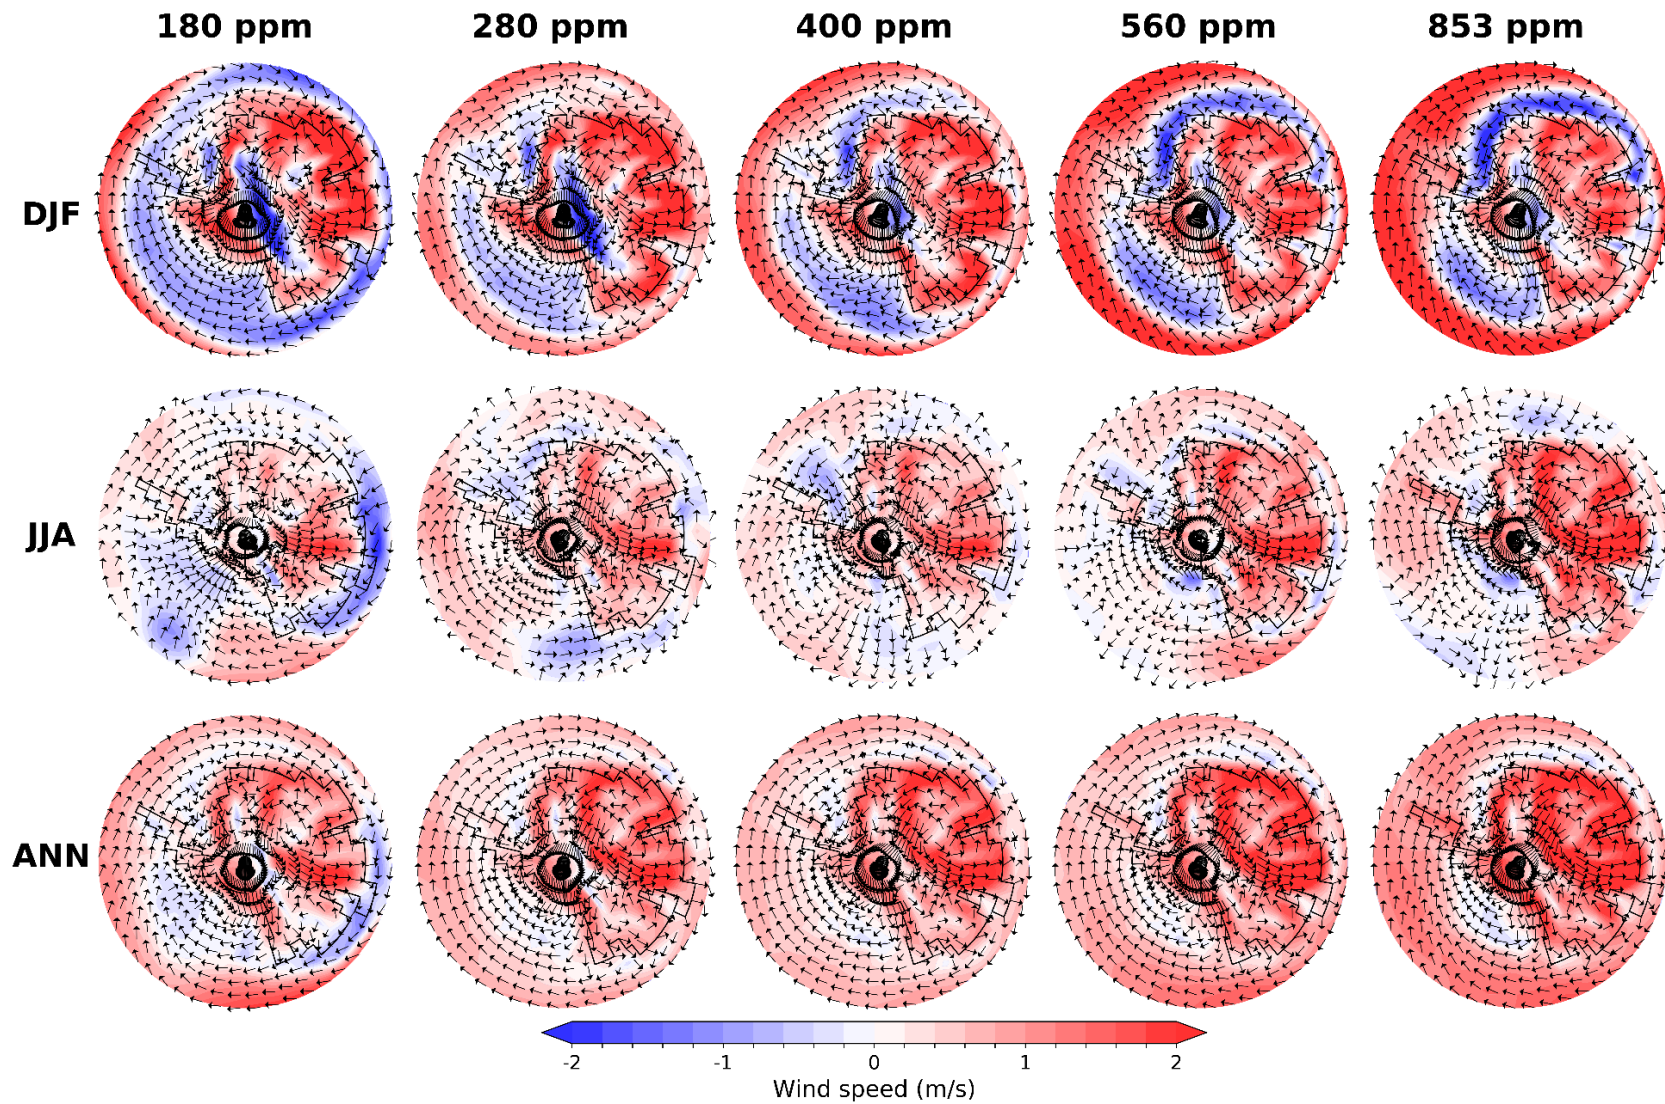 180 ppm 280 ppm 400 ppm 560 ppm 853 ppm
DJF
JJA
ANN
-2 -1 0 1 2
Wind speed (m/s)